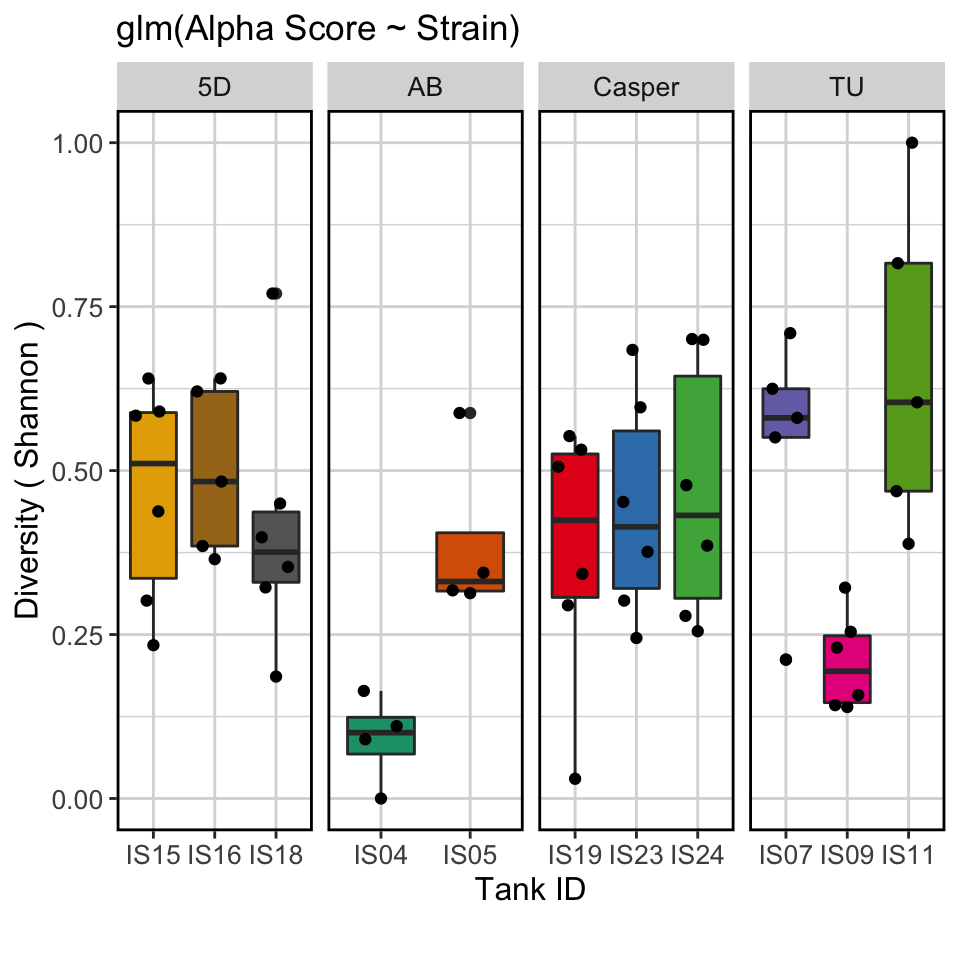 glm(Alpha Score ~ Strain)
5D AB Casper TU
1.00
0.75
0.50
0.25
0.00
Diversity ( Shannon )
IS15 IS16 IS18 IS04 IS05 IS19 IS23 IS24 IS07 IS09 IS11
Tank ID